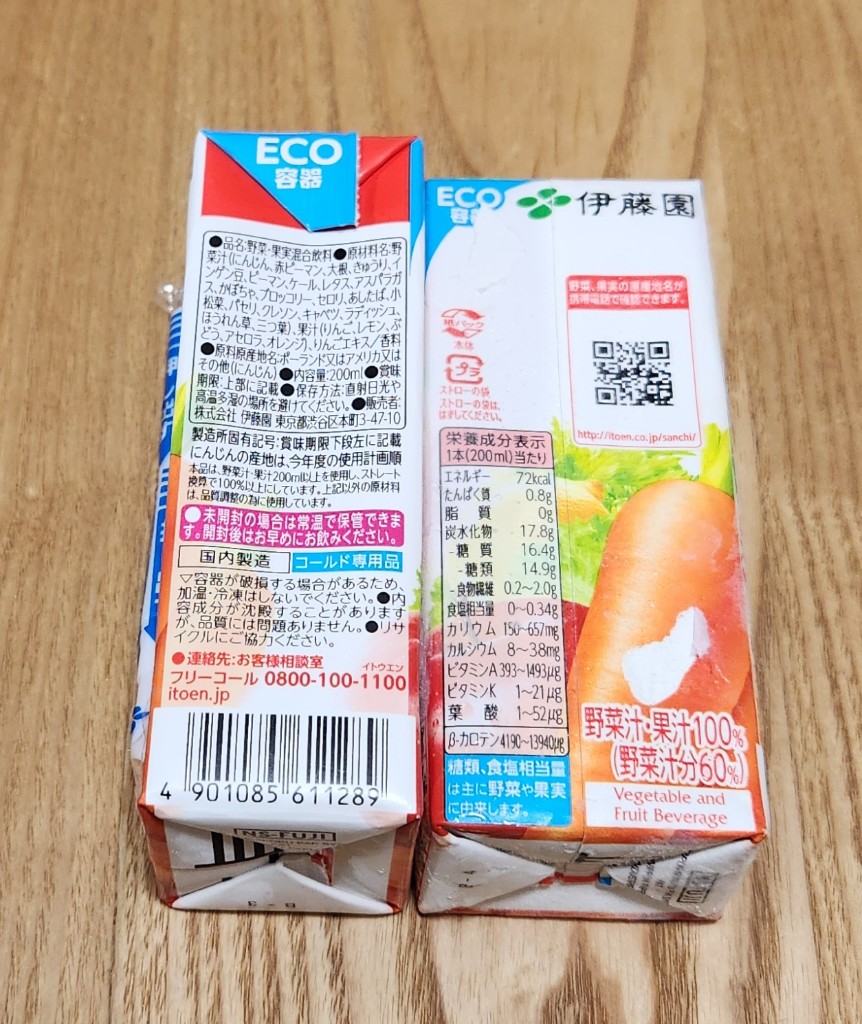 ECO
容器
●品名:野菜・果実混合飲料●原材料名:野
菜汁(にんじん、赤ピーマン、大根、きゅうり、イ
ンゲン豆、ピーマン、ケール、レタス、アスパラガ
ス、かぼちゃ、ブロッコリー、セロリ、あしたば、小
松菜、パセリ、クレソン、キャベツ、ラディッシュ、
ほうれん草、三つ葉)、果汁(りんご、レモン、ぶ
どう、アセロラ、オレンジ)、りんごエキス/香料
●原料原産地名:ポーランド又はアメリカ又は
その他(にんじん)●内容量:200ml●賞味
期限:上部に記載●保存方法:直射日光や
高温多湿の場所を避けてください。●販売者:
株式会社 伊藤園 東京都渋谷区本町3-47-10
製造所固有記号:賞味期限下段左に記載
にんじんの産地は、今年度の使用計画順
本品は、野菜汁・果汁200ml以上を使用し、ストレート
換算で100%以上にしています。上記以外の原材料
は、品質調整の為に使用しています。
●未開封の場合は常温で保管できま
す。開封後はお早めにお飲みください。
国内製造 コールド専用品
▽容器が破損する場合があるため、
加温・冷凍はしないでください。●内
容成分が沈殿することがあります
が、品質には問題ありません。●リサ
イクルにご協力ください。
●連絡先:お客様相談室
イトウエン
フリーコール 0800-100-1100
itoen.jp
4 901085 611289
NS-FUJI
ECO
容器
伊藤園
野菜、果実の原産地名が
携帯電話で確認できます。
http://itoen.co.jp/sanchi/
紙パック
本体
プラ
ストローの袋
ストローの袋は、
はずしてください。
栄養成分表示
1本(200ml)当たり
エネルギー 72kcal
たんぱく質 0.8g
脂質 0g
炭水化物 17.8g
-糖質 16.4g
-糖類 14.9g
-食物繊維 0.2~2.0g
食塩相当量 0~0.34g
カリウム 150~657mg
カルシウム 8~38mg
ビタミンA 393~1493μg
ビタミンK 1~21μg
葉酸 1~52μg
β-カロテン 4190~13940μg
糖類、食塩相当量
は主に野菜や果実
に由来します。
野菜汁・果汁100%
(野菜汁分60%)
Vegetable and
Fruit Beverage